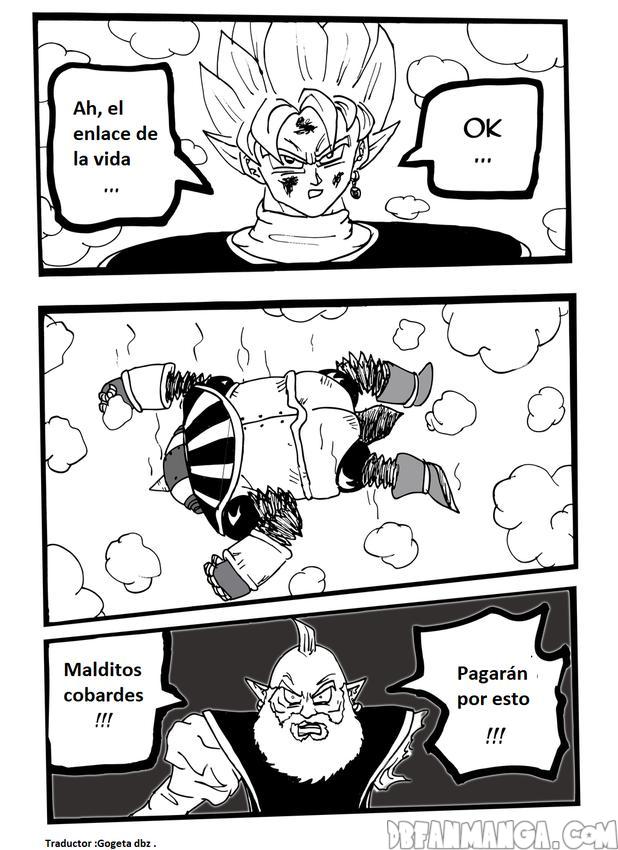 Ah, el
enlace de
la vida
...
OK
...
Malditos
cobardes
!!!
Pagarán
por esto
!!!
Traductor :Gogeta dbz .
DBFANMANGA.COM